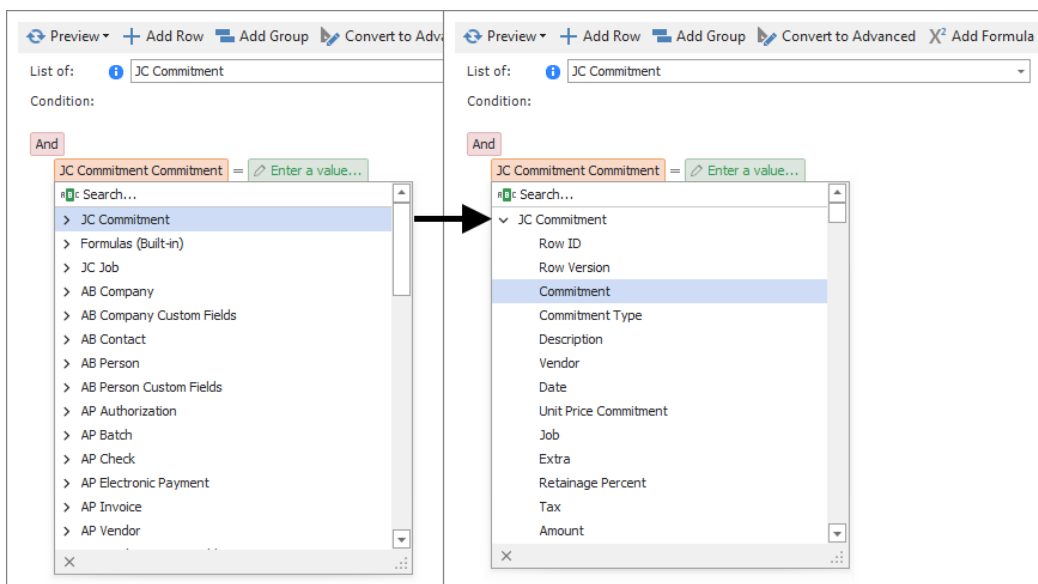 Preview Add Row Add Group Convert to Adva
List of: JC Commitment
Condition:
And
JC Commitment Commitment = Enter a value...
ABC Search...
JC Commitment
Formulas (Built-in)
JC Job
AB Company
AB Company Custom Fields
AB Contact
AB Person
AB Person Custom Fields
AP Authorization
AP Batch
AP Check
AP Electronic Payment
AP Invoice
AP Vendor
Preview Add Row Add Group Convert to Advanced X² Add Formula
List of: JC Commitment
Condition:
And
JC Commitment Commitment = Enter a value...
ABC Search...
JC Commitment
Row ID
Row Version
Commitment
Commitment Type
Description
Vendor
Date
Unit Price Commitment
Job
Extra
Retainage Percent
Tax
Amount